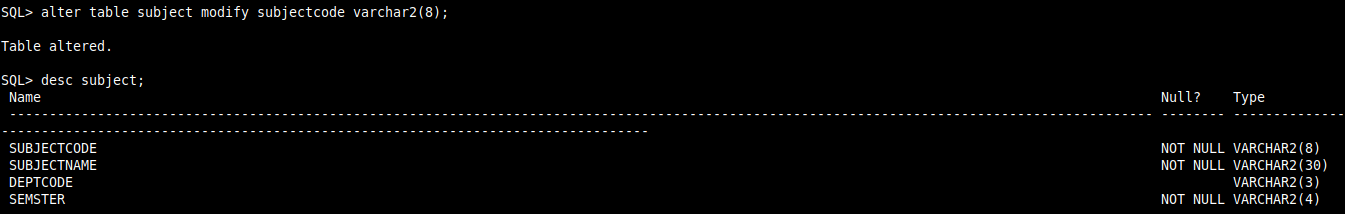 SQL> alter table subject modify subjectcode varchar2(8);
Table altered.
SQL> desc subject;
Name Null? Type
----------------------------------------------------------------------------------------------------------------------------------------------- -------- --------------
---------------------------------------------------------------------------------
SUBJECTCODE NOT NULL VARCHAR2(8)
SUBJECTNAME NOT NULL VARCHAR2(30)
DEPTCODE VARCHAR2(3)
SEMSTER NOT NULL VARCHAR2(4)